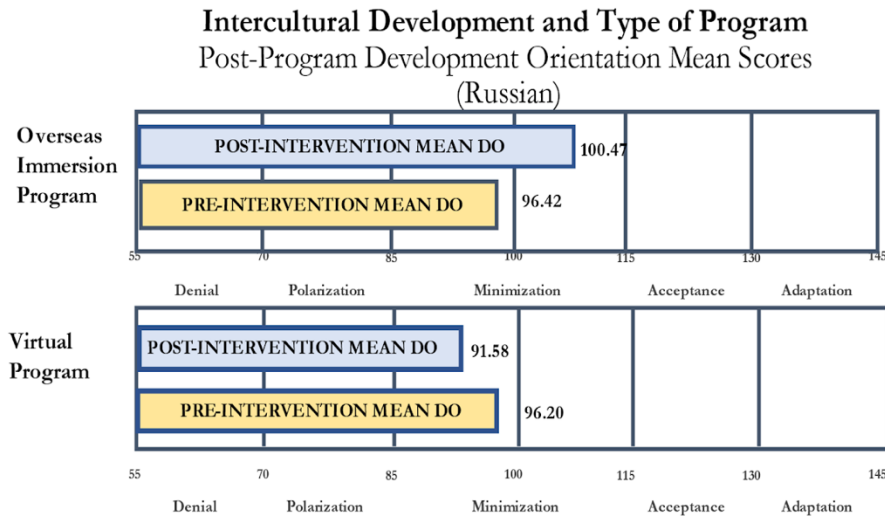 Intercultural Development and Type of Program
Post-Program Development Orientation Mean Scores
(Russian)
Overseas
Immersion
Program
POST-INTERVENTION MEAN DO
100.47
PRE-INTERVENTION MEAN DO
96.42
55 70 85 100 115 130 145
Denial Polarization Minimization Acceptance Adaptation
Virtual
Program
POST-INTERVENTION MEAN DO
91.58
PRE-INTERVENTION MEAN DO
96.20
55 70 85 100 115 130 145
Denial Polarization Minimization Acceptance Adaptation